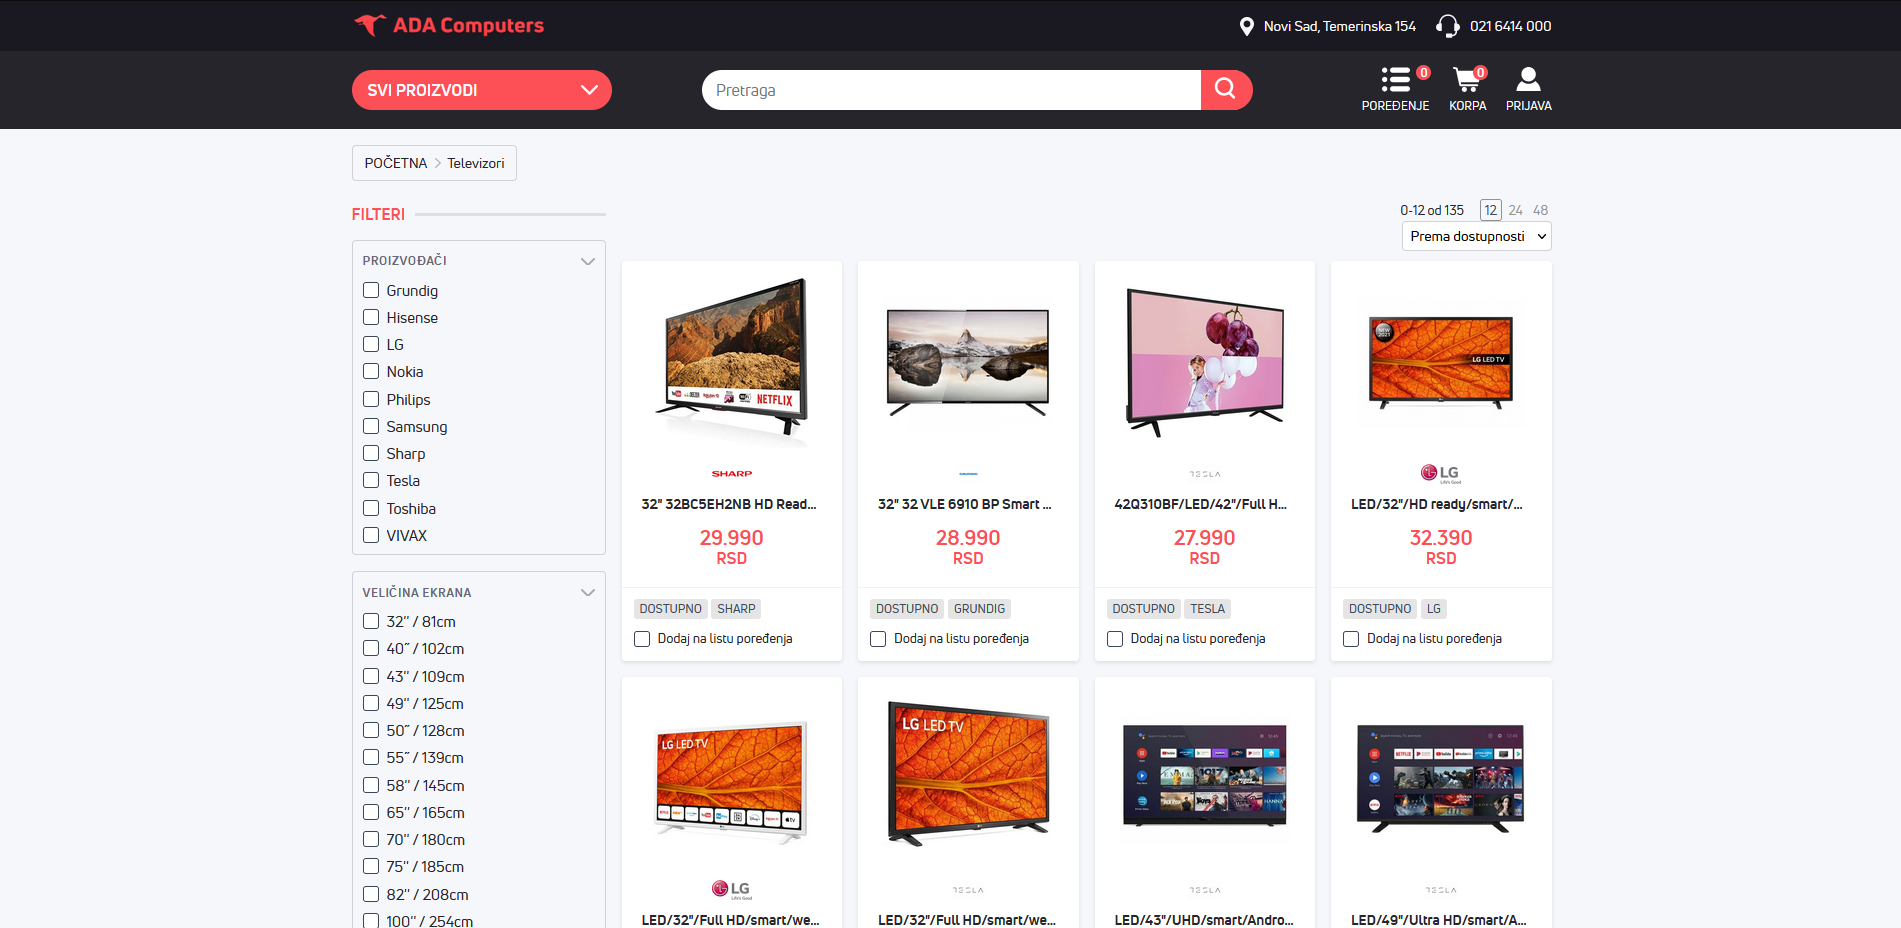 ADA Computers
Novi Sad, Temerinska 154
021 6414 000
SVI PROIZVODI
Pretraga
0
POREĐENJE
0
KORPA
PRIJAVA
POČETNA > Televizori
FILTERI
0-12 od 135
12 24 48
Prema dostupnosti
PROIZVOĐAČI
Grundig
Hisense
LG
Nokia
Philips
Samsung
Sharp
Tesla
Toshiba
VIVAX
VELIČINA EKRANA
32'' / 81cm
40˝ / 102cm
43'' / 109cm
49'' / 125cm
50˝ / 128cm
55˝ / 139cm
58'' / 145cm
65'' / 165cm
70'' / 180cm
75'' / 185cm
82'' / 208cm
100'' / 254cm
NETFLIX
SHARP
32" 32BC5EH2NB HD Read...
29.990
RSD
DOSTUPNO SHARP
Dodaj na listu poređenja
32" 32 VLE 6910 BP Smart ...
28.990
RSD
DOSTUPNO GRUNDIG
Dodaj na listu poređenja
TESLA
42Q310BF/LED/42"/Full H...
27.990
RSD
DOSTUPNO TESLA
Dodaj na listu poređenja
NEW
2021
LG LED TV
LG
Life's Good
LED/32"/HD ready/smart/...
32.390
RSD
DOSTUPNO LG
Dodaj na listu poređenja
LG LED TV
LG
Life's Good
LED/32"/Full HD/smart/we...
LG LED TV
TESLA
LED/32"/Full HD/smart/we...
TESLA
LED/43"/UHD/smart/Andro...
TESLA
LED/49"/Ultra HD/smart/A...